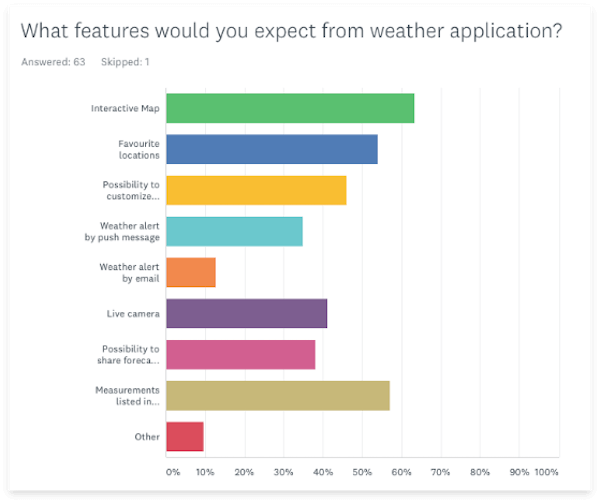 What features would you expect from weather application?
Answered: 63 Skipped: 1
Interactive Map
Favourite
locations
Possibility to
customize...
Weather alert
by push message
Weather alert
by email
Live camera
Possibility to
share foreca...
Measurements
listed in...
Other
0% 10% 20% 30% 40% 50% 60% 70% 80% 90% 100%